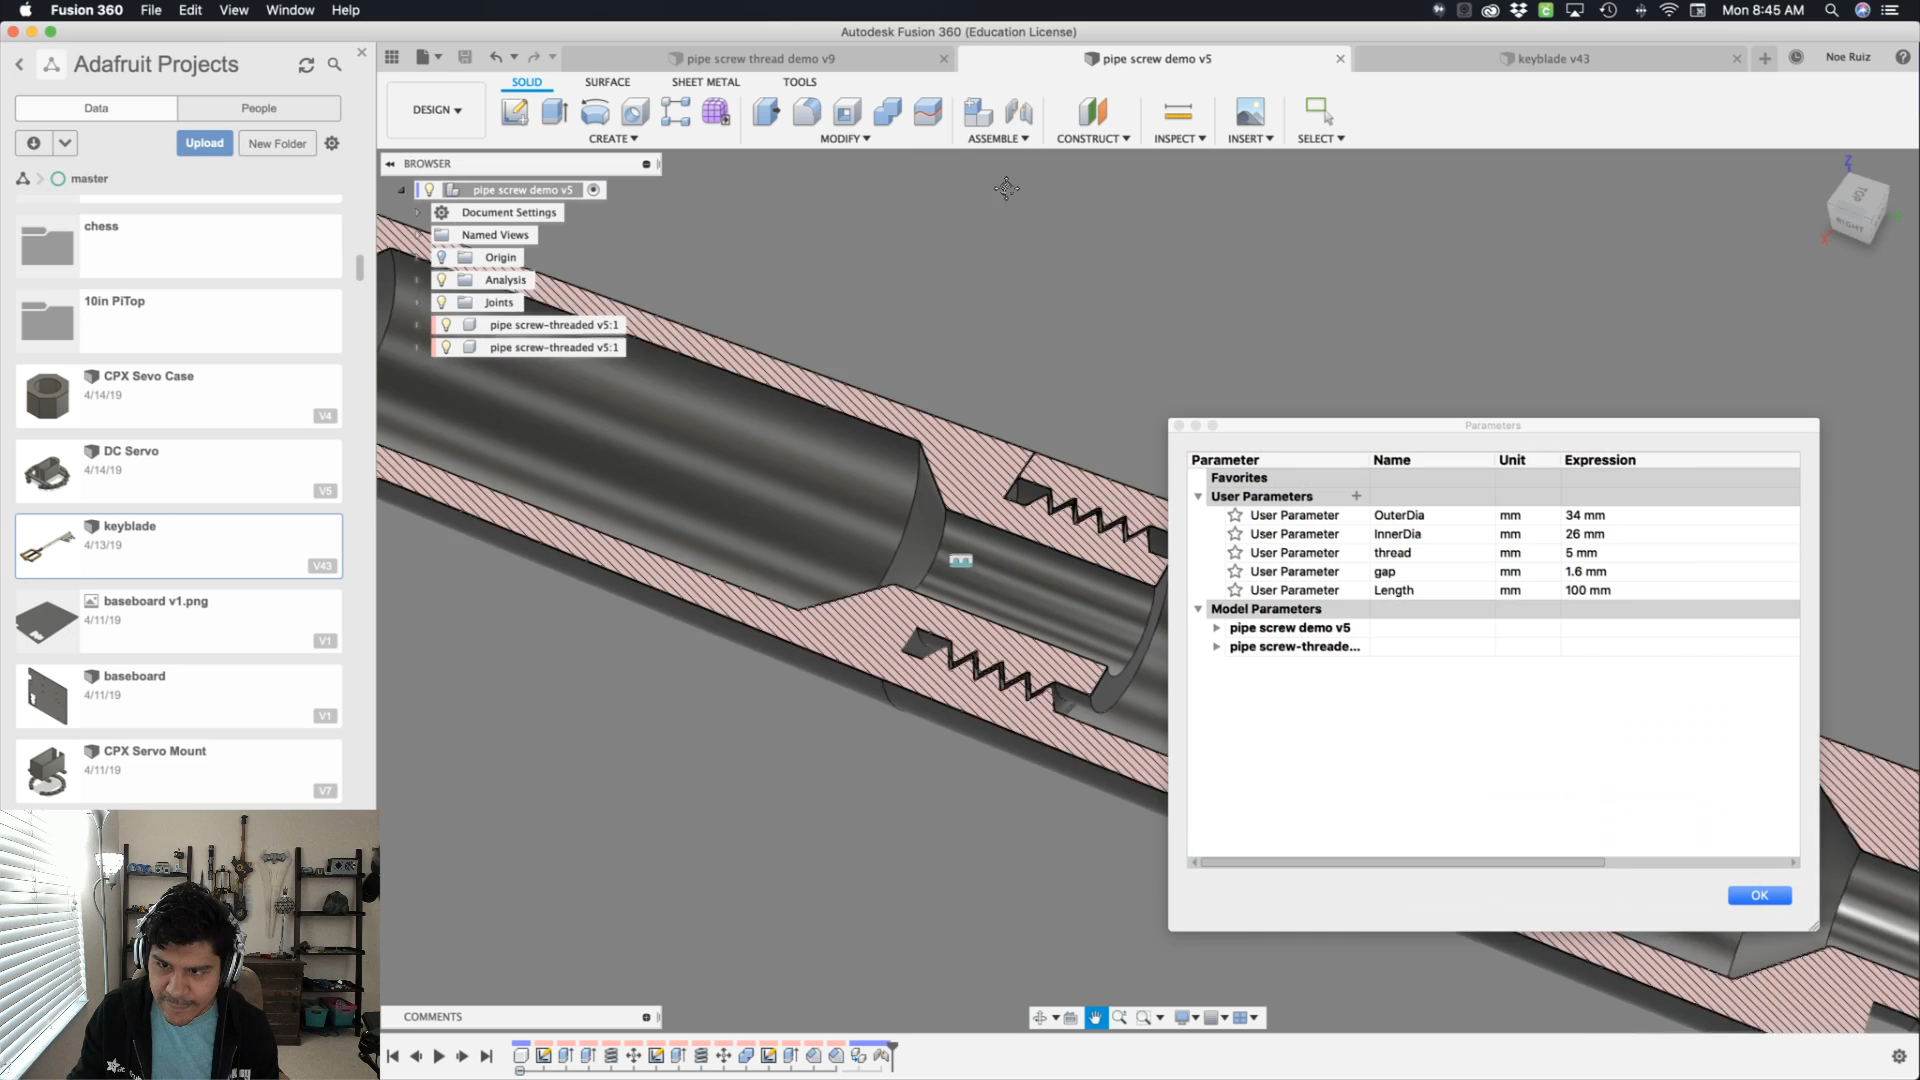 Fusion 360 File Edit View Window Help
Mon 8:45 AM
Autodesk Fusion 360 (Education License)
Adafruit Projects
pipe screw thread demo v9
pipe screw demo v5
keyblade v43
Noe Ruiz
SOLID SURFACE SHEET METAL TOOLS
Data People
DESIGN
CREATE MODIFY ASSEMBLE CONSTRUCT INSPECT INSERT SELECT
Upload New Folder
master
BROWSER
pipe screw demo v5
Document Settings
Named Views
Origin
Analysis
Joints
pipe screw-threaded v5:1
pipe screw-threaded v5:1
Z
TOP
RIGHT
X
chess
10in PiTop
CPX Sevo Case
4/14/19
V4
DC Servo
4/14/19
V5
keyblade
4/13/19
V43
baseboard v1.png
4/11/19
V1
baseboard
4/11/19
V1
CPX Servo Mount
4/11/19
V7
Parameters
Parameter Name Unit Expression
Favorites
User Parameters +
User Parameter OuterDia mm 34 mm
User Parameter InnerDia mm 26 mm
User Parameter thread mm 5 mm
User Parameter gap mm 1.6 mm
User Parameter Length mm 100 mm
Model Parameters
pipe screw demo v5
pipe screw-threade...
OK
COMMENTS